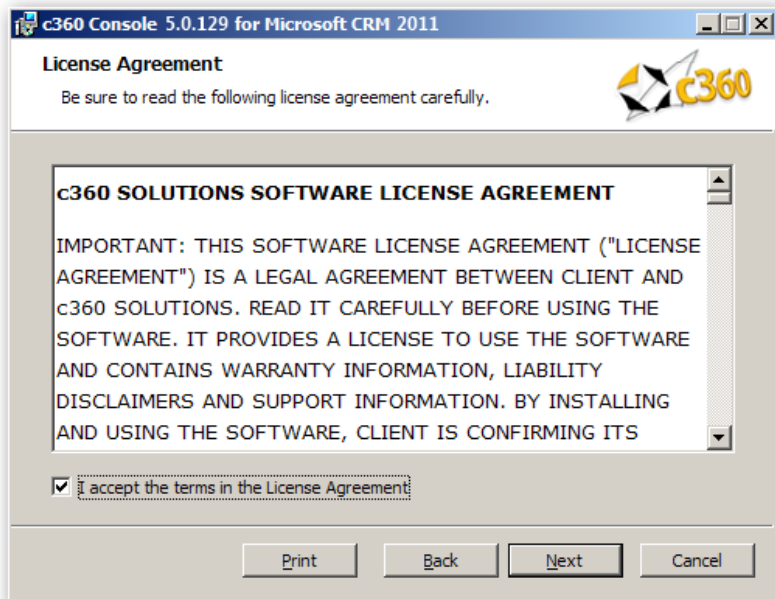 c360 Console 5.0.129 for Microsoft CRM 2011
License Agreement
Be sure to read the following license agreement carefully.
c360
c360 SOLUTIONS SOFTWARE LICENSE AGREEMENT
IMPORTANT: THIS SOFTWARE LICENSE AGREEMENT ("LICENSE
AGREEMENT") IS A LEGAL AGREEMENT BETWEEN CLIENT AND
c360 SOLUTIONS. READ IT CAREFULLY BEFORE USING THE
SOFTWARE. IT PROVIDES A LICENSE TO USE THE SOFTWARE
AND CONTAINS WARRANTY INFORMATION, LIABILITY
DISCLAIMERS AND SUPPORT INFORMATION. BY INSTALLING
AND USING THE SOFTWARE, CLIENT IS CONFIRMING ITS
I accept the terms in the License Agreement
Print Back Next Cancel